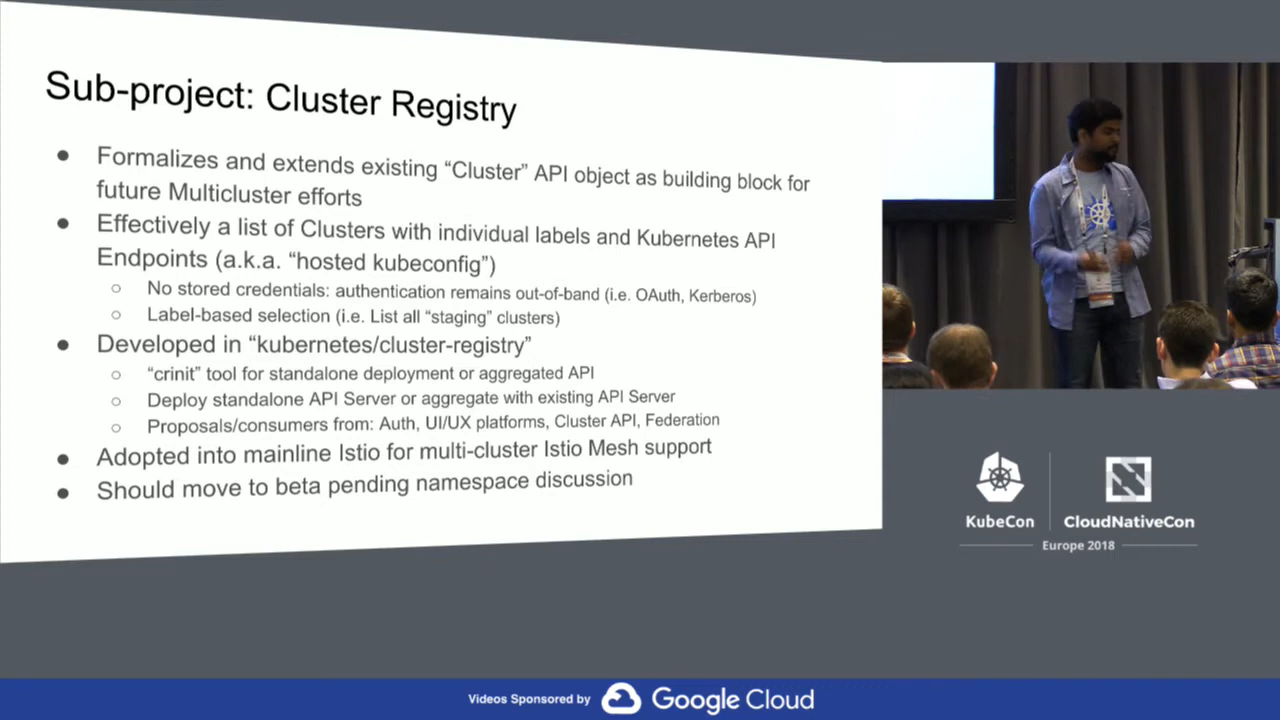 Sub-project: Cluster Registry
● Formalizes and extends existing “Cluster” API object as building block for
future Multicluster efforts
● Effectively a list of Clusters with individual labels and Kubernetes API
Endpoints (a.k.a. “hosted kubeconfig”)
○ No stored credentials: authentication remains out-of-band (i.e. OAuth, Kerberos)
○ Label-based selection (i.e. List all “staging” clusters)
● Developed in “kubernetes/cluster-registry”
○ “crinit” tool for standalone deployment or aggregated API
○ Deploy standalone API Server or aggregate with existing API Server
○ Proposals/consumers from: Auth, UI/UX platforms, Cluster API, Federation
● Adopted into mainline Istio for multi-cluster Istio Mesh support
● Should move to beta pending namespace discussion
KubeCon
CloudNativeCon
Europe 2018
Videos Sponsored by Google Cloud